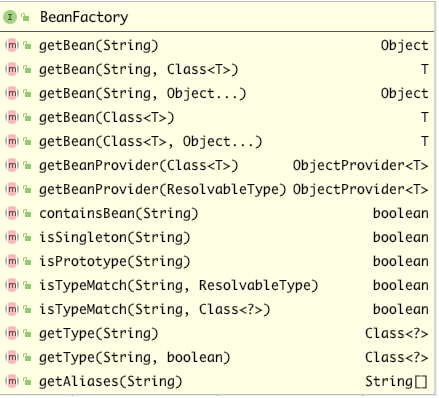 BeanFactory
getBean(String) Object
getBean(String, Class<T>) T
getBean(String, Object...) Object
getBean(Class<T>) T
getBean(Class<T>, Object...) T
getBeanProvider(Class<T>) ObjectProvider<T>
getBeanProvider(ResolvableType) ObjectProvider<T>
containsBean(String) boolean
isSingleton(String) boolean
isPrototype(String) boolean
isTypeMatch(String, ResolvableType) boolean
isTypeMatch(String, Class<?>) boolean
getType(String) Class<?>
getType(String, boolean) Class<?>
getAliases(String) String[]